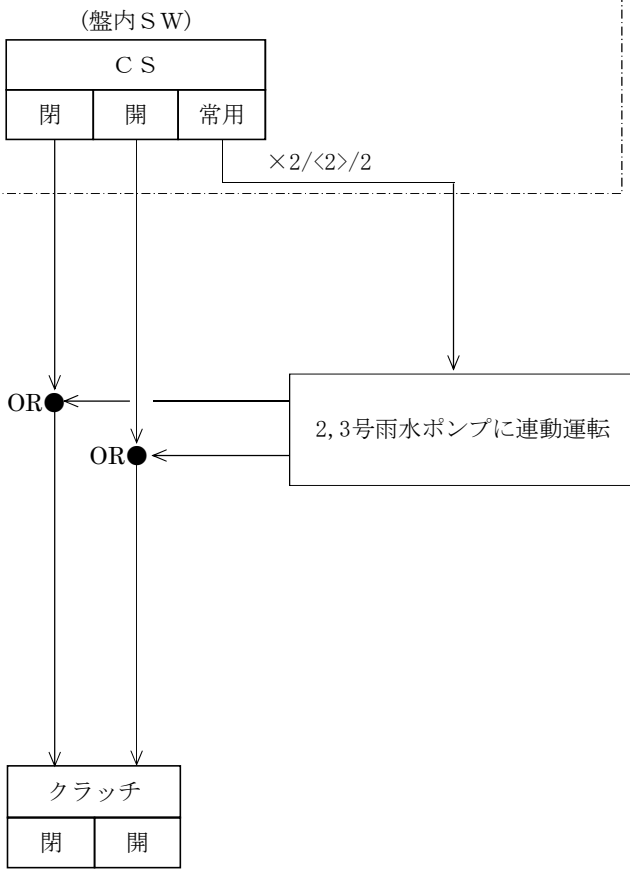 (盤内ＳＷ)
ＣＳ
閉 開 常用
×2/<2>/2
OR
2,3号雨水ポンプに連動運転
OR
クラッチ
閉 開